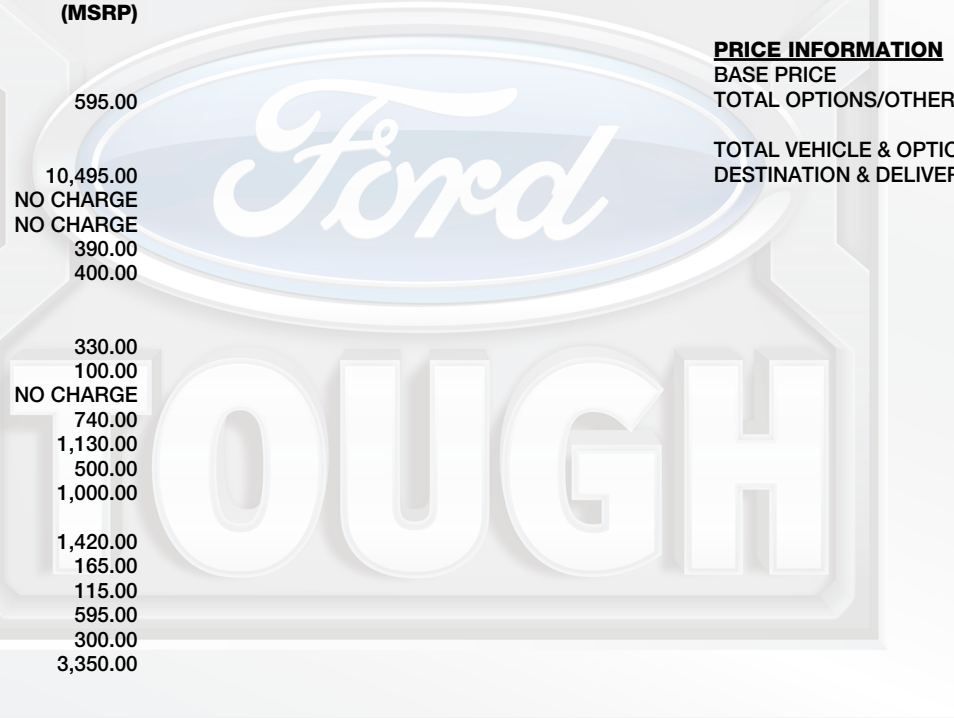 (MSRP)
595.00
10,495.00
NO CHARGE
NO CHARGE
390.00
400.00
330.00
100.00
NO CHARGE
740.00
1,130.00
500.00
1,000.00
1,420.00
165.00
115.00
595.00
300.00
3,350.00
PRICE INFORMATION
BASE PRICE
TOTAL OPTIONS/OTHER
TOTAL VEHICLE & OPTIO
DESTINATION & DELIVER
Ford
TOUGH